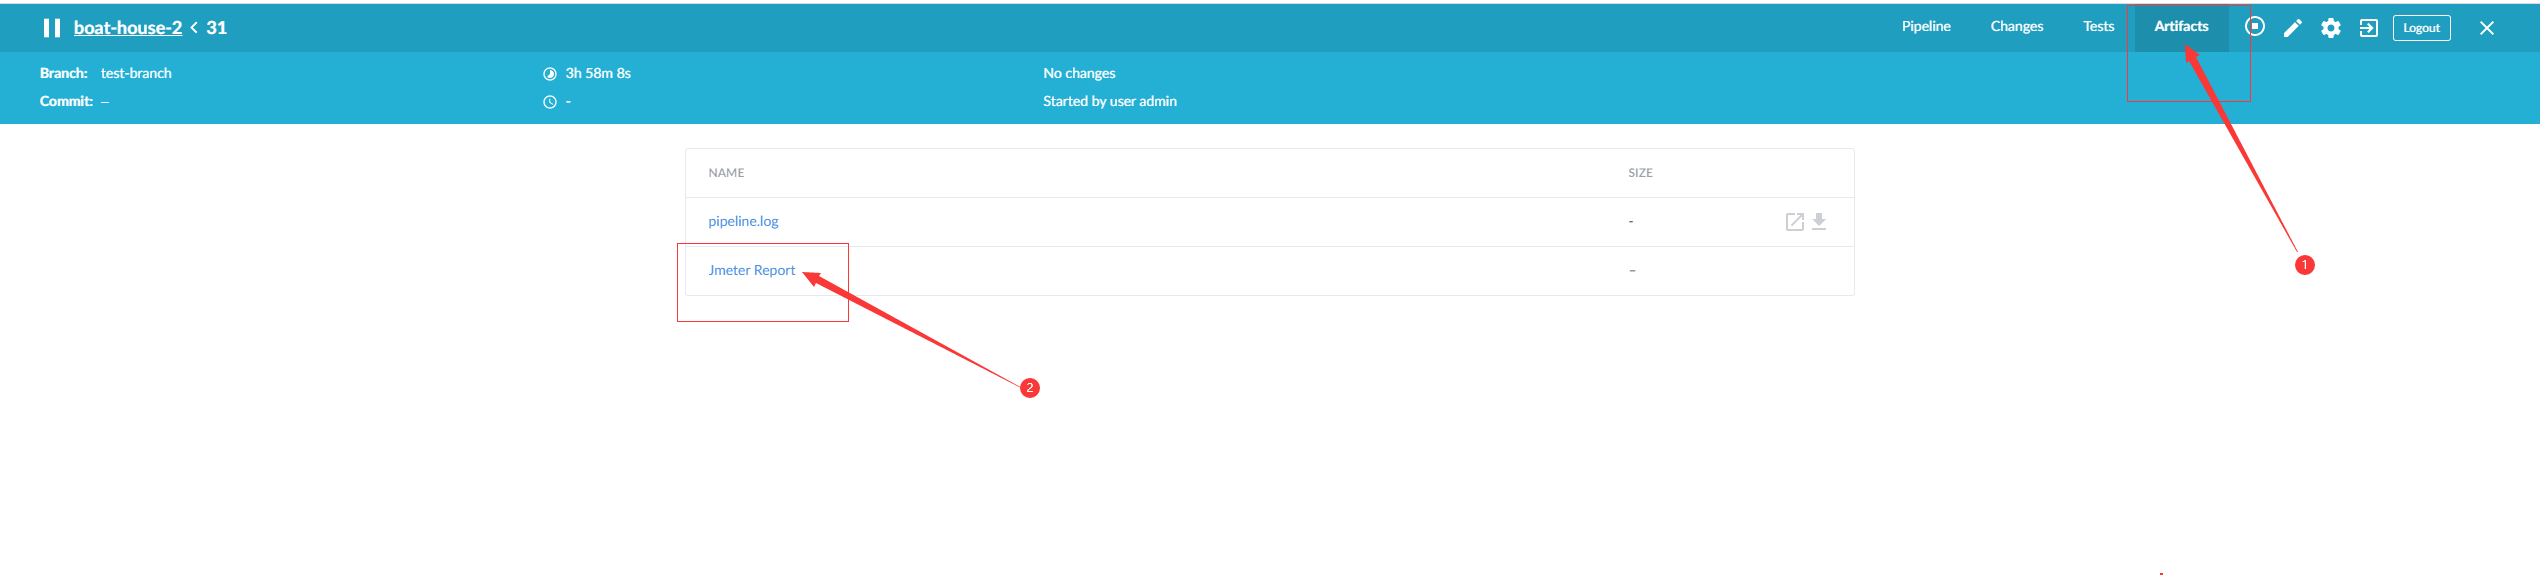 boat-house-2 < 31 Pipeline Changes Tests Artifacts Logout
Branch: test-branch 3h 58m 8s No changes
Commit: – - Started by user admin
NAME SIZE
pipeline.log -
Jmeter Report –
1
2